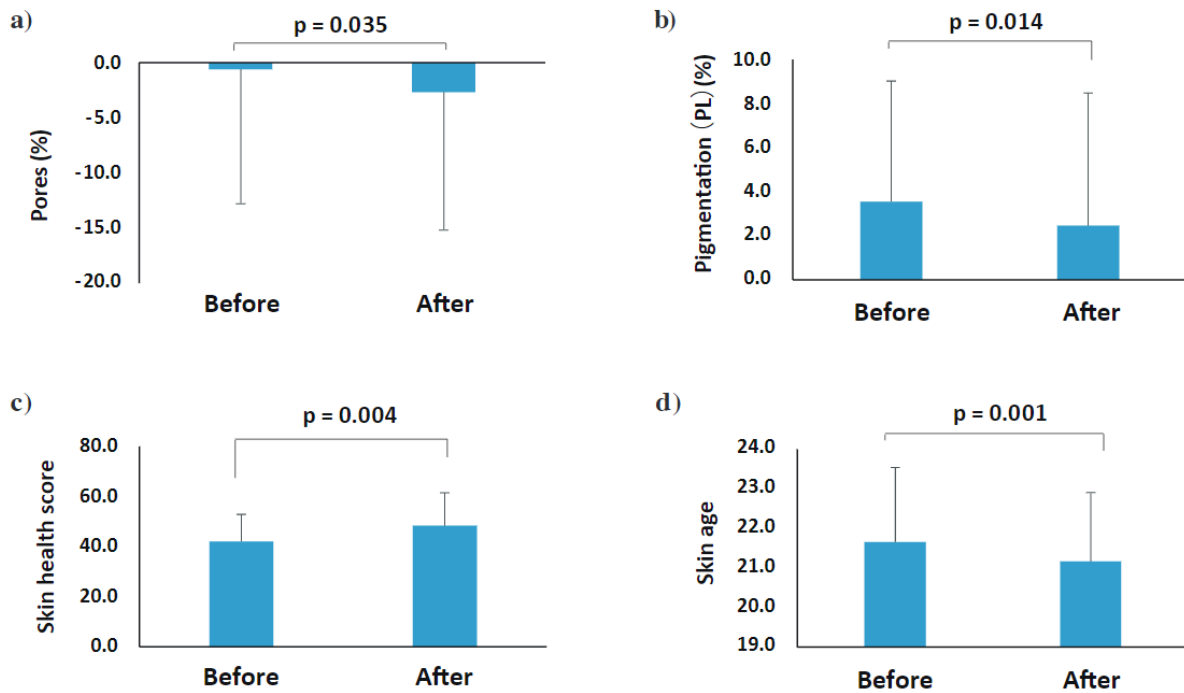 a)
p = 0.035
0.0
-5.0
-10.0
-15.0
-20.0
Pores (%)
Before After
b)
p = 0.014
10.0
8.0
6.0
4.0
2.0
0.0
Pigmentation（PL）(%)
Before After
c)
p = 0.004
80.0
60.0
40.0
20.0
0.0
Skin health score
Before After
d)
p = 0.001
24.0
23.0
22.0
21.0
20.0
19.0
Skin age
Before After